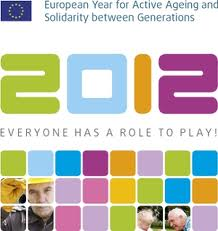 European Year for Active Ageing and
Solidarity between Generations
2012
EVERYONE HAS A ROLE TO PLAY!